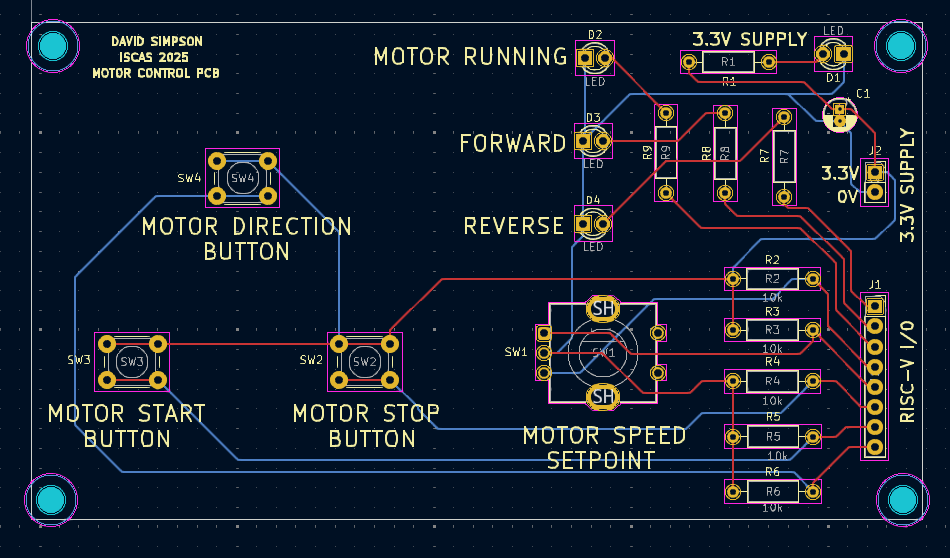 DAVID SIMPSON
ISCAS 2025
MOTOR CONTROL PCB
MOTOR RUNNING
D2
LED
3.3V SUPPLY
R1
R1
LED
D1
C1
FORWARD
D3
LED
R9
R9
R8
R8
R7
R7
J2
3.3V
0V
3.3V SUPPLY
SW4
SW4
MOTOR DIRECTION
BUTTON
REVERSE
D4
LED
R2
R2
10k
J1
RISC-V I/O
R3
R3
10k
SW3
SW3
MOTOR START
BUTTON
SW2
SW2
MOTOR STOP
BUTTON
SH
SW1
SW1
SH
MOTOR SPEED
SETPOINT
R4
R4
10k
R5
R5
10k
R6
R6
10k